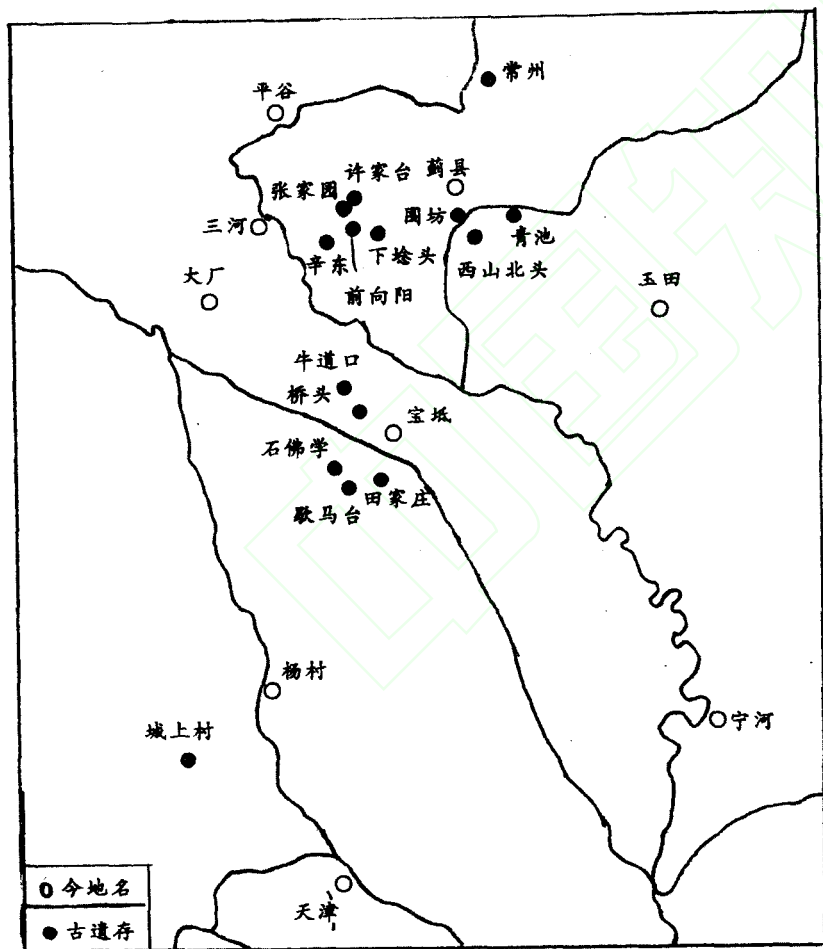 常州
平谷
许家台
蓟县
张家园
围坊
三河
青池
辛东
下埝头
西山北头
大厂
前向阳
玉田
牛道口
桥头
宝坻
石佛学
田家庄
歇马台
杨村
宁河
城上村
今地名
天津
古遗存